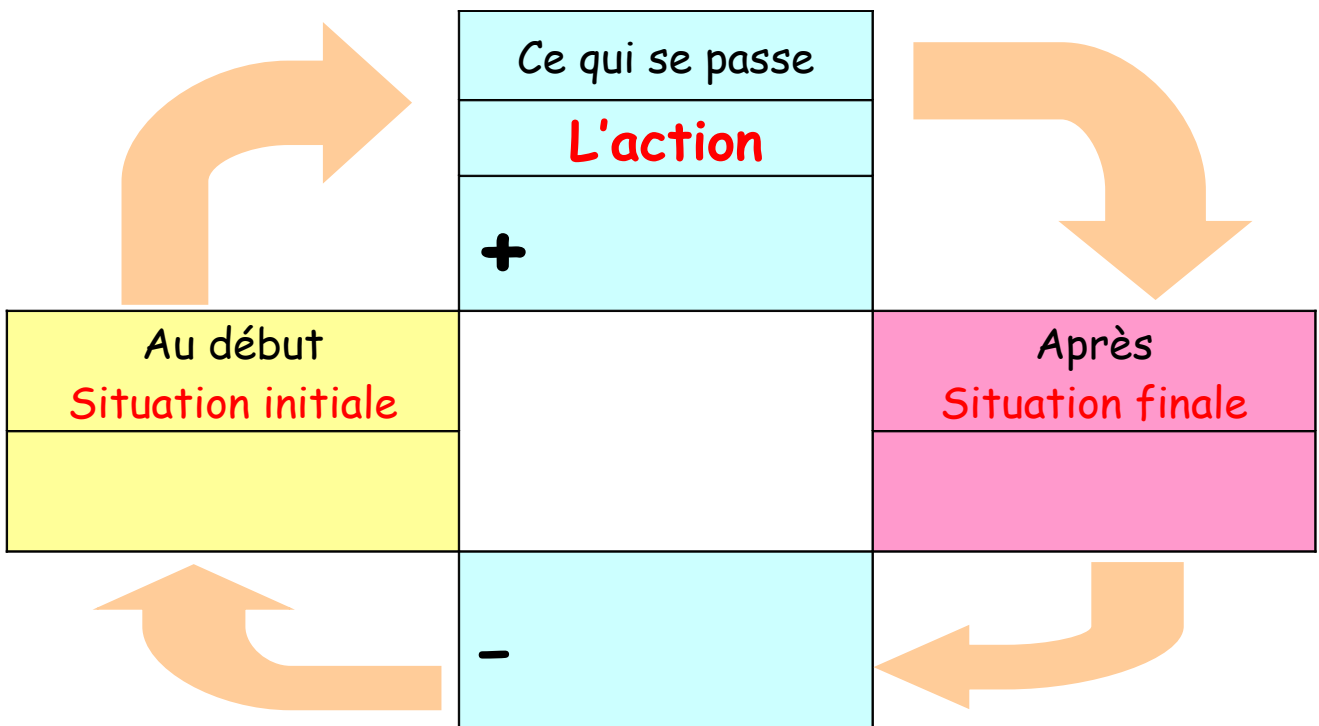 Ce qui se passe
L'action
+
Au début
Situation initiale
Après
Situation finale
-